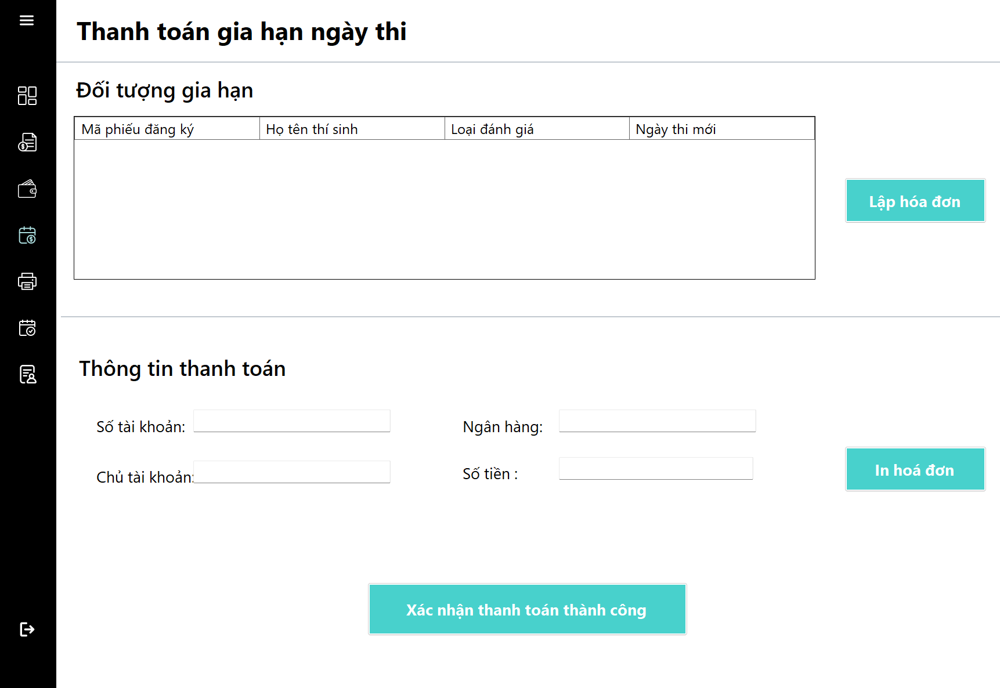 Thanh toán gia hạn ngày thi
Đối tượng gia hạn
Mã phiếu đăng ký Họ tên thí sinh Loại đánh giá Ngày thi mới
Lập hóa đơn
Thông tin thanh toán
Số tài khoản: Ngân hàng:
Chủ tài khoản: Số tiền :
In hoá đơn
Xác nhận thanh toán thành công